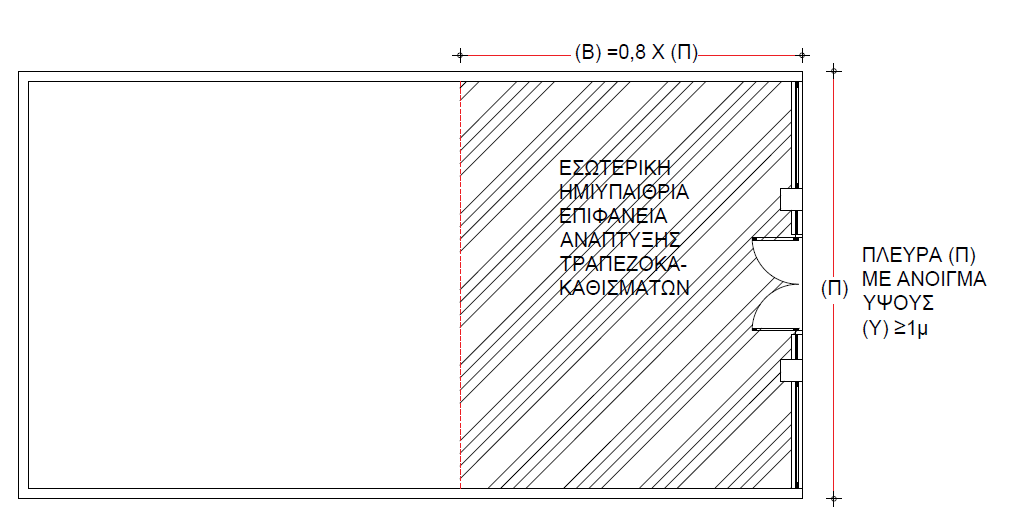 (Β) =0,8 Χ (Π)
ΕΣΩΤΕΡΙΚΗ
ΗΜΙΥΠΑΙΘΡΙΑ
ΕΠΙΦΑΝΕΙΑ
ΑΝΑΠΤΥΞΗΣ
ΤΡΑΠΕΖΟΚΑ-
ΚΑΘΙΣΜΑΤΩΝ
(Π)
ΠΛΕΥΡΑ (Π)
ΜΕ ΑΝΟΙΓΜΑ
ΥΨΟΥΣ
(Υ) ≥1μ